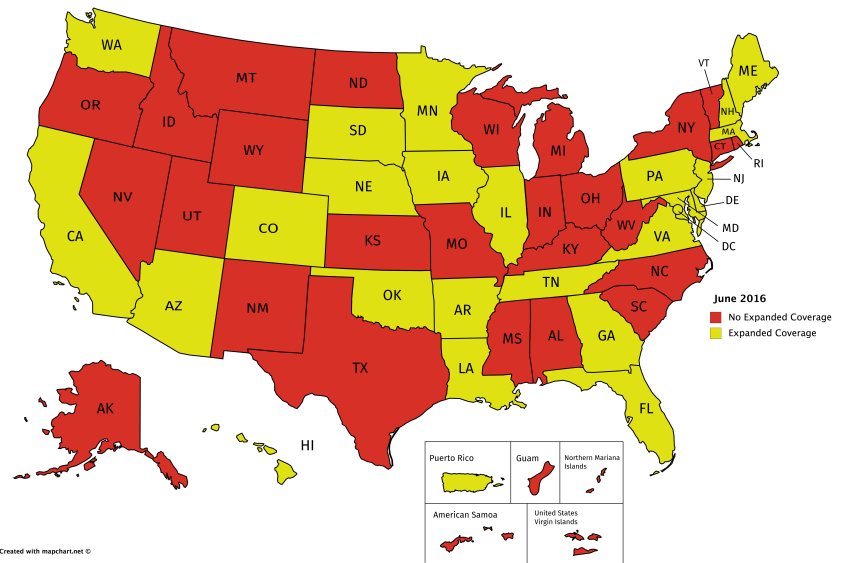 WA
OR
ID
MT
ND
MN
SD
WY
NV
UT
CO
CA
AZ
NM
NE
KS
OK
TX
IA
MO
AR
LA
WI
IL
MI
IN
OH
KY
TN
MS
AL
GA
FL
SC
NC
VA
WV
PA
NY
VT
NH
ME
MA
CT
RI
NJ
DE
MD
DC
AK
HI
June 2016
No Expanded Coverage
Expanded Coverage
Puerto Rico
Guam
Northern Mariana
Islands
American Samoa
United States
Virgin Islands
Created with mapchart.net ©